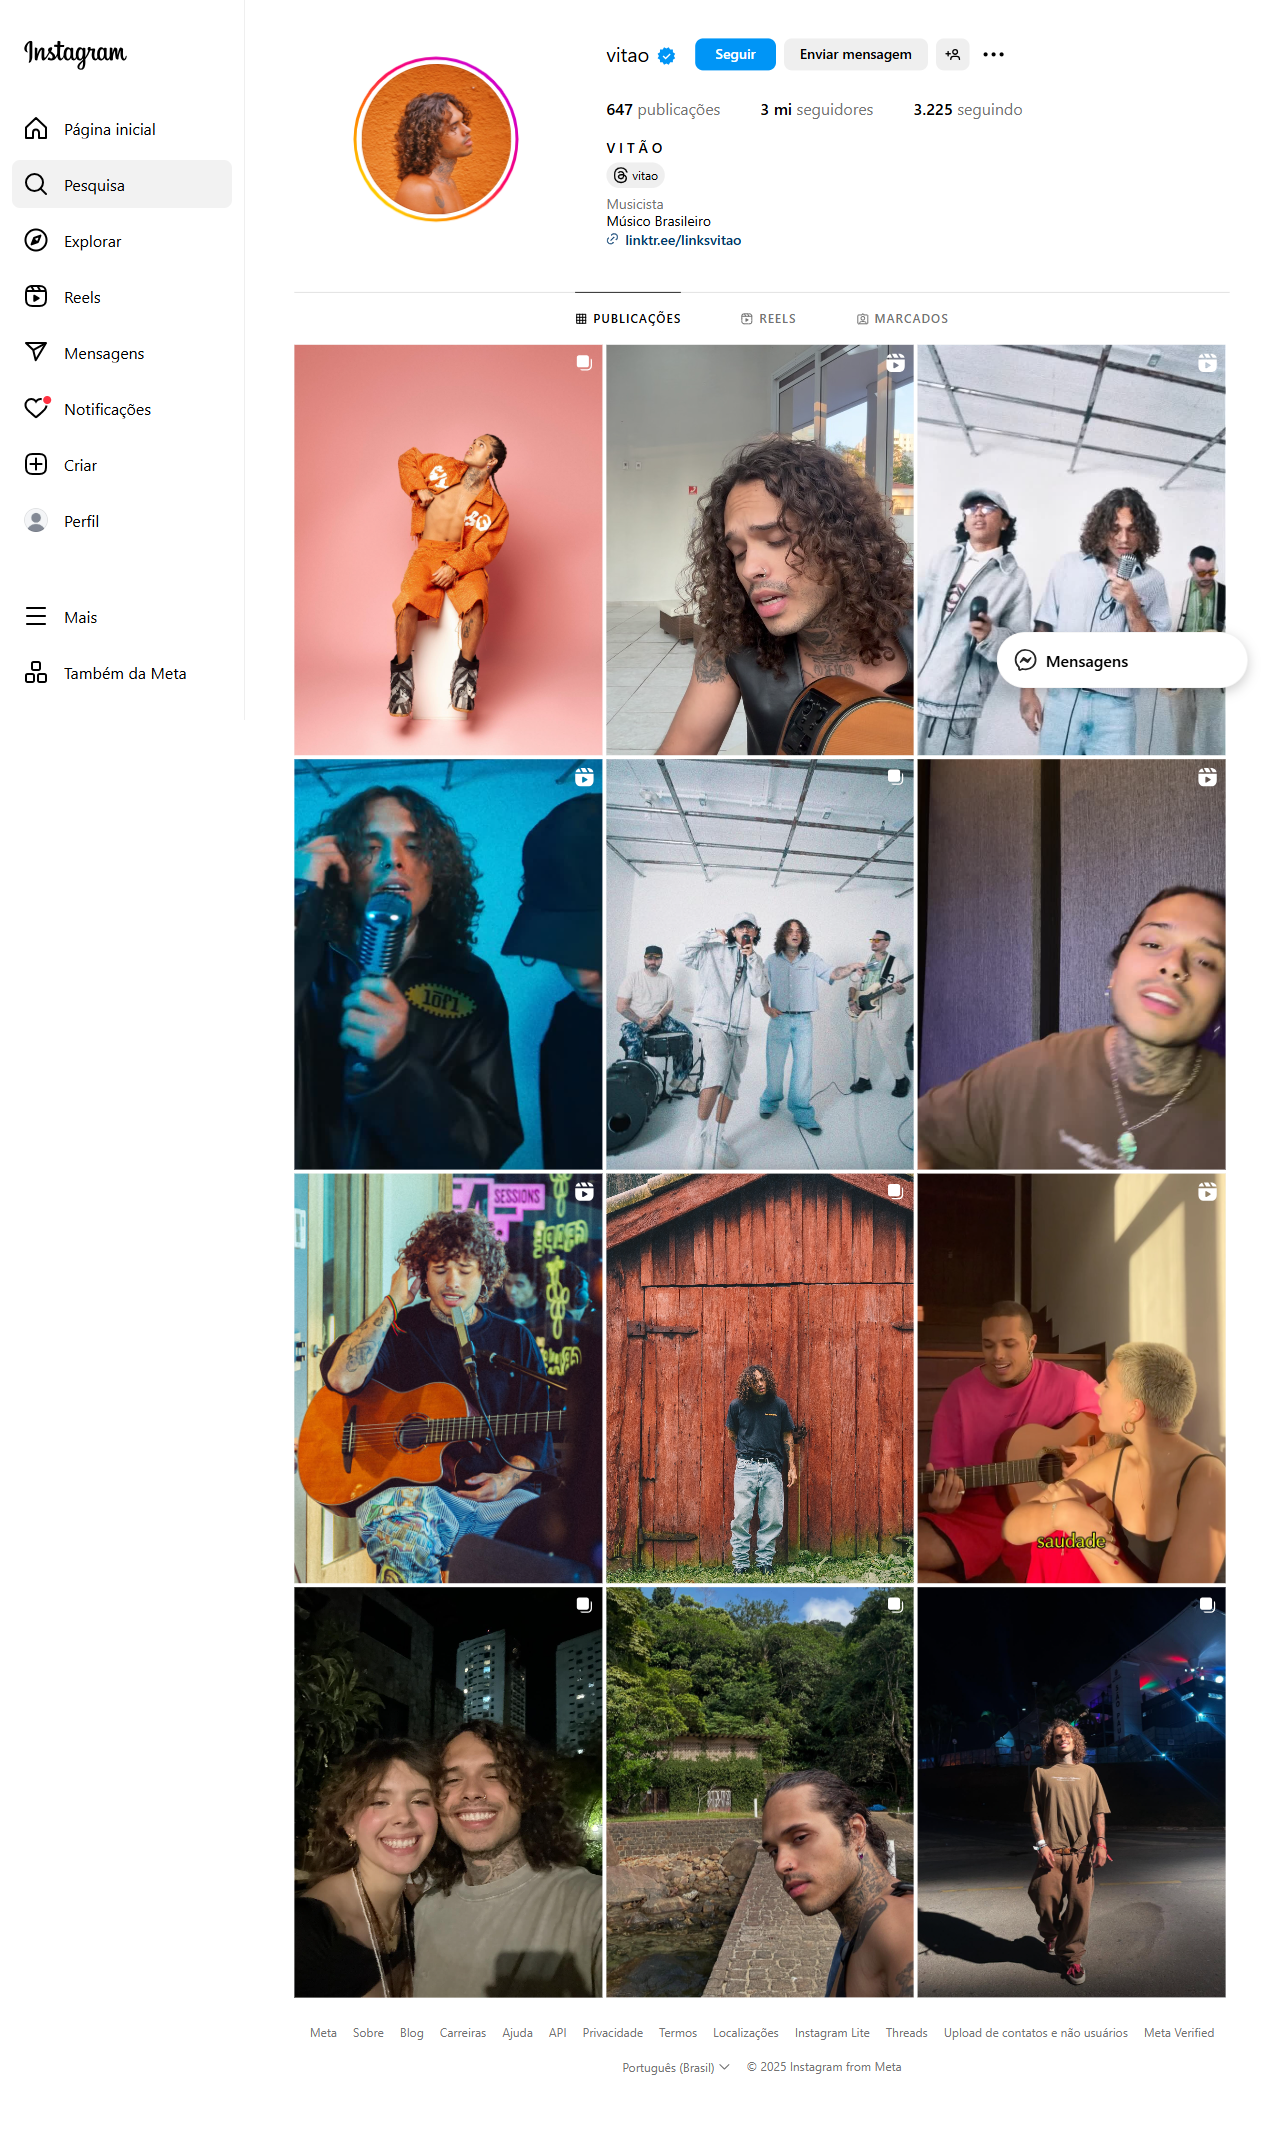 Instagram
Página inicial
Pesquisa
Explorar
Reels
Mensagens
Notificações
Criar
Perfil
Mais
Também da Meta
vitao
Seguir
Enviar mensagem
647 publicações
3 mi seguidores
3.225 seguindo
V I T Ã O
vitao
Musicista
Músico Brasileiro
linktr.ee/linksvitao
PUBLICAÇÕES
REELS
MARCADOS
Mensagens
lofi
SESSIONS
saudade
Meta Sobre Blog Carreiras Ajuda API Privacidade Termos Localizações Instagram Lite Threads Upload de contatos e não usuários Meta Verified
Português (Brasil)
© 2025 Instagram from Meta